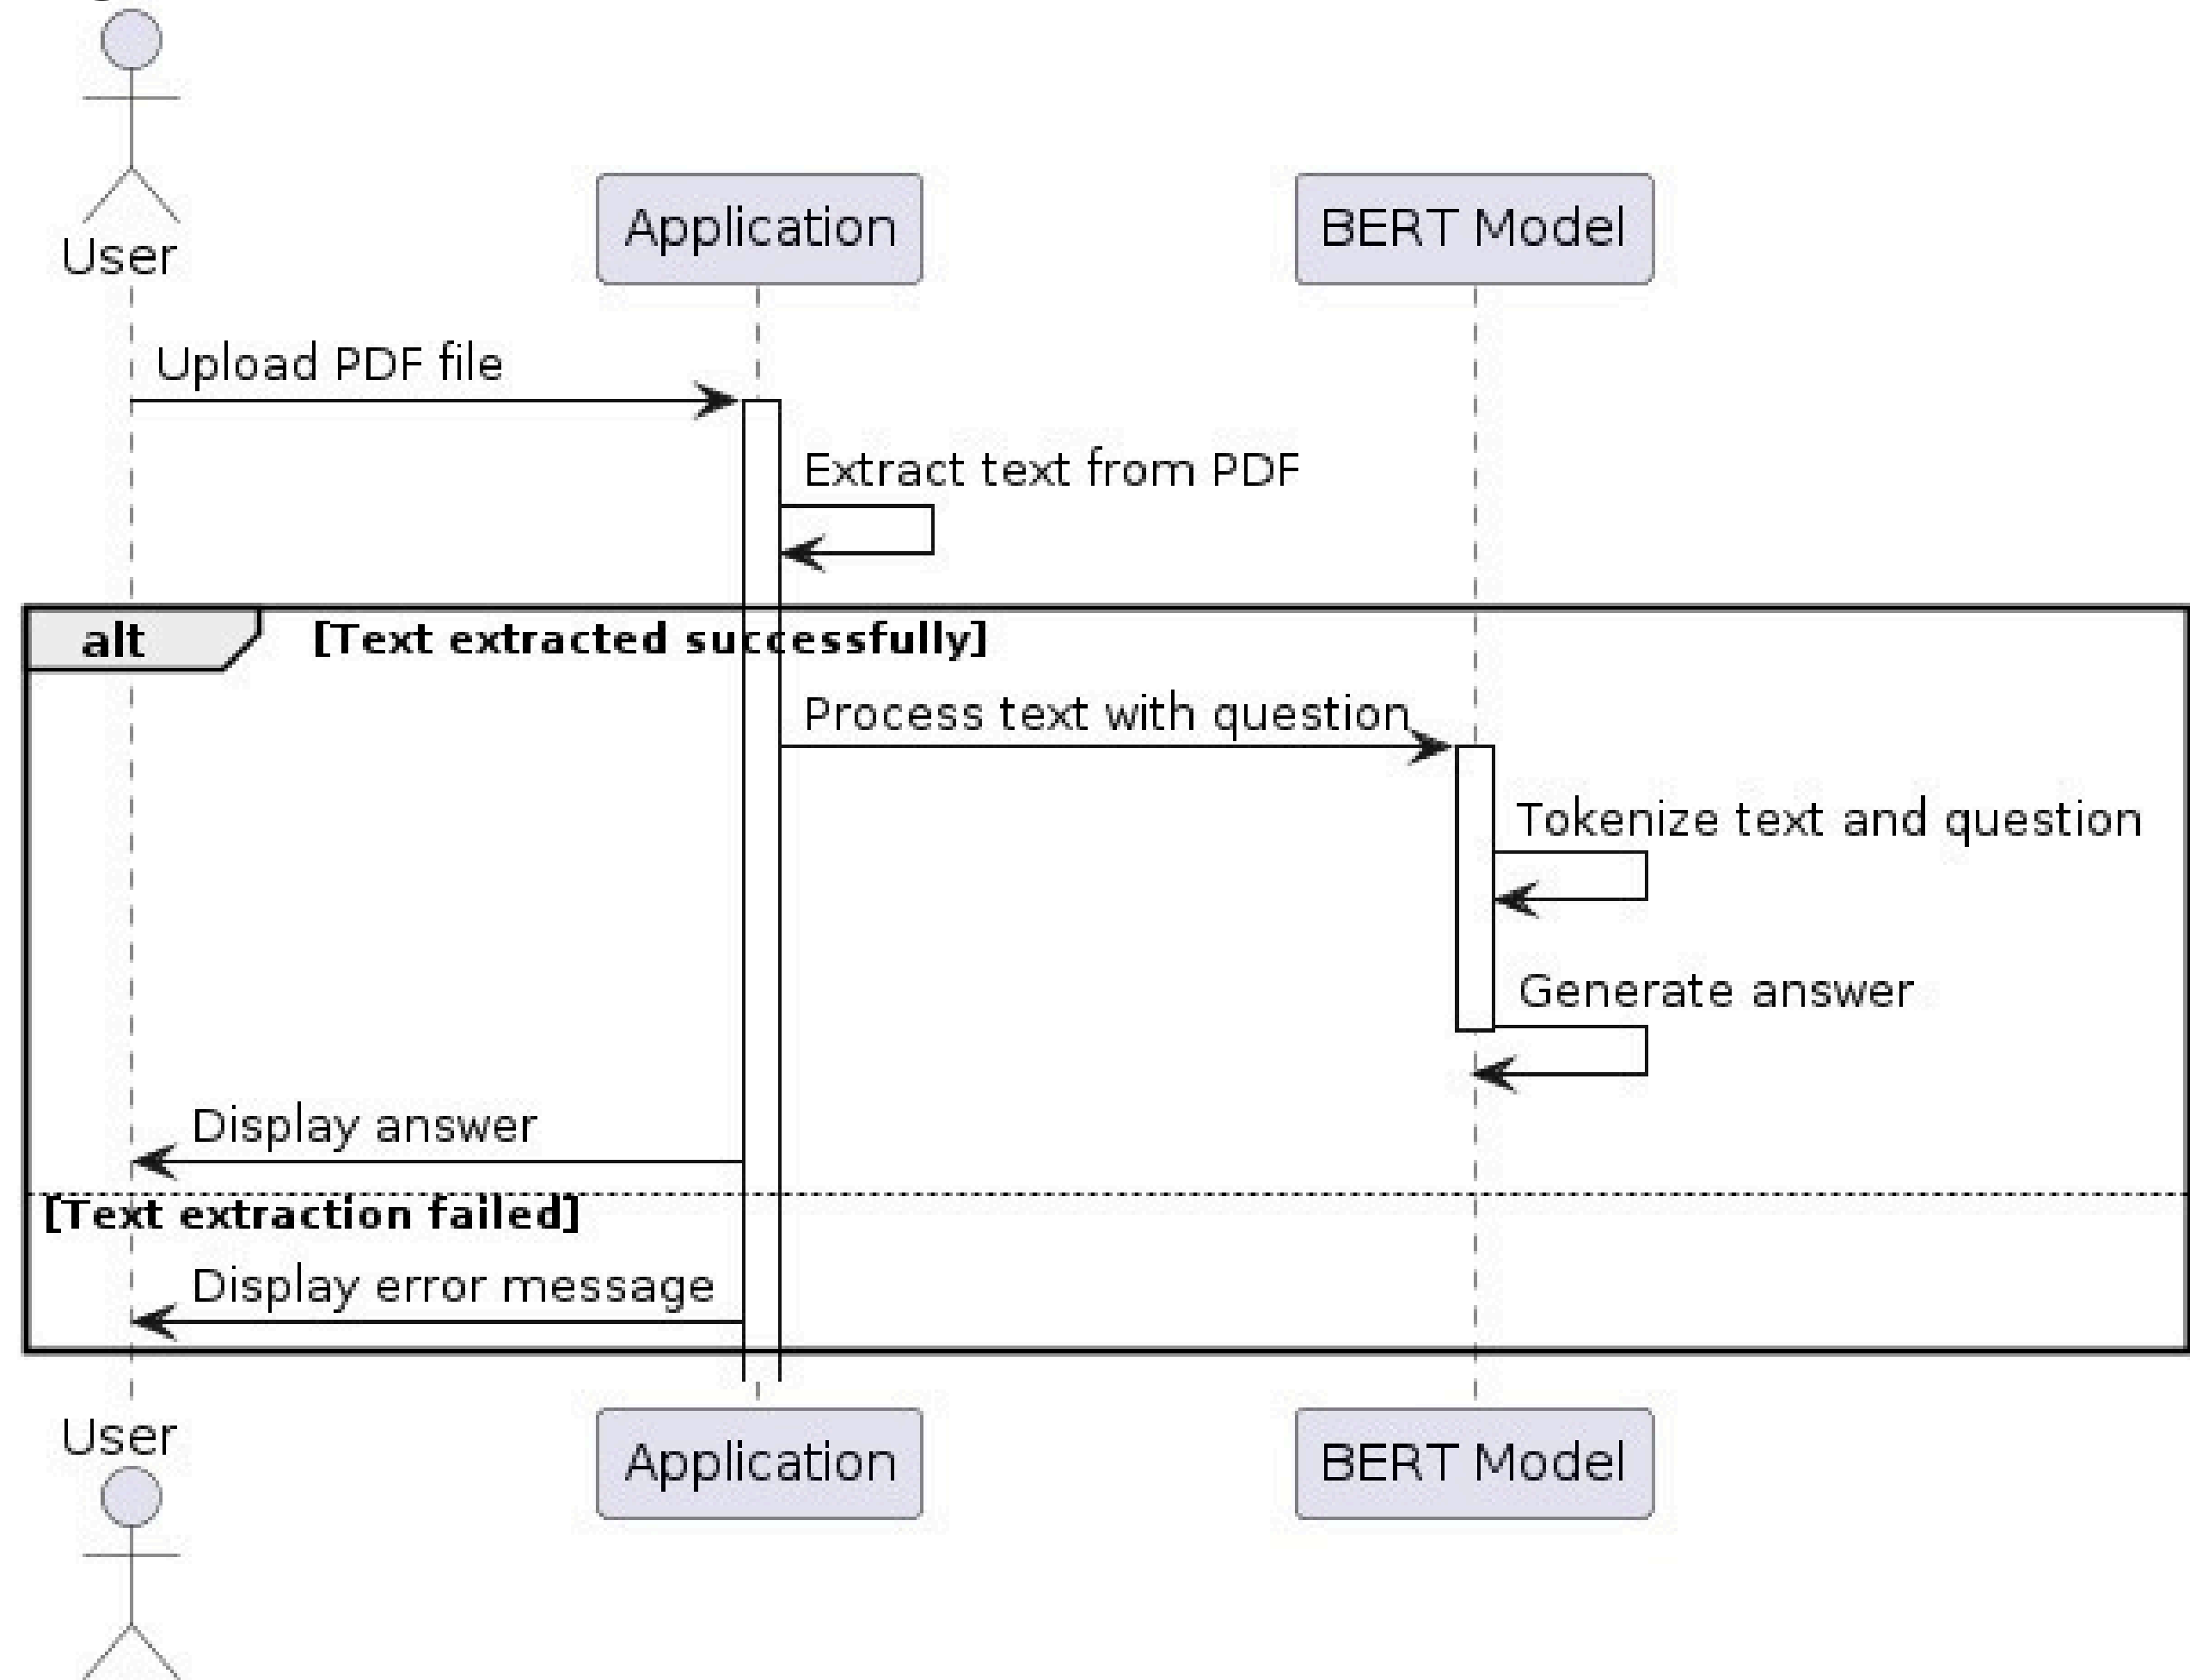 User
Application
BERT Model
Upload PDF file
Extract text from PDF
alt
[Text extracted successfully]
Process text with question
Tokenize text and question
Generate answer
Display answer
[Text extraction failed]
Display error message
User
Application
BERT Model